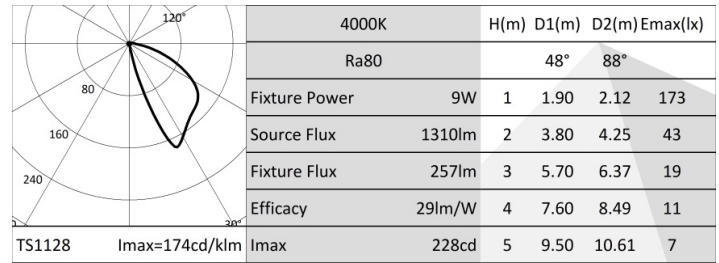 120°
80
160
240
30°
TS1128 Imax=174cd/klm
4000K
Ra80
Fixture Power 9W
Source Flux 1310lm
Fixture Flux 257lm
Efficacy 29lm/W
Imax 228cd
H(m) D1(m) D2(m) Emax(lx)
48° 88°
1 1.90 2.12 173
2 3.80 4.25 43
3 5.70 6.37 19
4 7.60 8.49 11
5 9.50 10.61 7